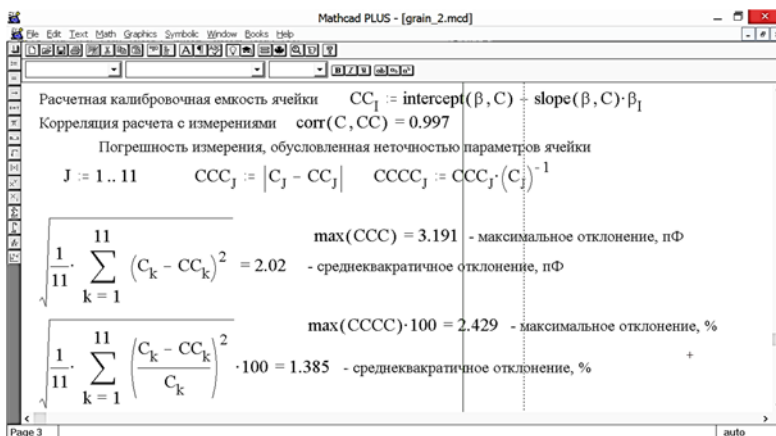 Mathcad PLUS - [grain_2.mcd]
File Edit Text Math Graphics Symbolic Window Books Help
B I U
Расчетная калибровочная емкость ячейки CC_I := intercept(β, C) + slope(β, C)·β_I
Корреляция расчета с измерениями corr(C, CC) = 0.997
Погрешность измерения, обусловленная неточностью параметров ячейки
J := 1 .. 11 CCC_J := |C_J − CC_J| CCCC_J := CCC_J·(C_J)^-1
√(1/11 · ∑_{k = 1}^{11} (C_k − CC_k)^2) = 2.02 - среднеквакратичное отклонение, пФ
max(CCC) = 3.191 - максимальное отклонение, пФ
√(1/11 · ∑_{k = 1}^{11} ((C_k − CC_k)/C_k)^2) ·100 = 1.385 - среднеквакратичное отклонение, %
max(CCCC)·100 = 2.429 - максимальное отклонение, %
Page 3 auto